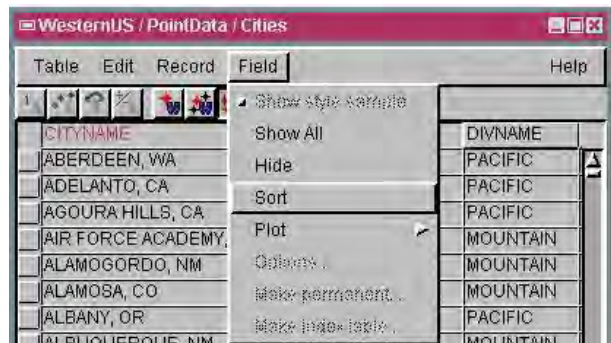 WesternUS / PointData / Cities
Table Edit Record Field Help
Show style sample
CITYNAME Show All DIVNAME
ABERDEEN, WA Hide PACIFIC
ADELANTO, CA Sort PACIFIC
AGOURA HILLS, CA PACIFIC
AIR FORCE ACADEMY, Plot MOUNTAIN
ALAMOGORDO, NM Options... MOUNTAIN
ALAMOSA, CO Make permanent... MOUNTAIN
ALBANY, OR Make index table... PACIFIC
ALBUQUERQUE, NM MOUNTAIN